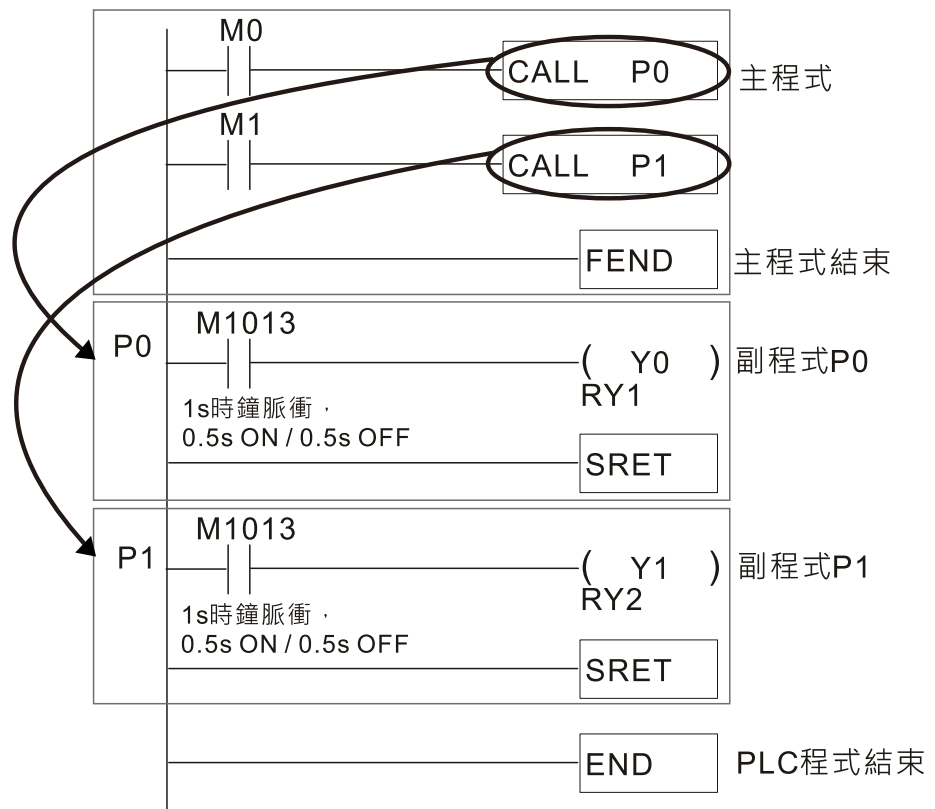 M0
CALL P0 主程式
M1
CALL P1
FEND 主程式結束
M1013
P0 ( Y0 ) 副程式P0
RY1
1s時鐘脈衝，
0.5s ON / 0.5s OFF
SRET
M1013
P1 ( Y1 ) 副程式P1
RY2
1s時鐘脈衝，
0.5s ON / 0.5s OFF
SRET
END PLC程式結束